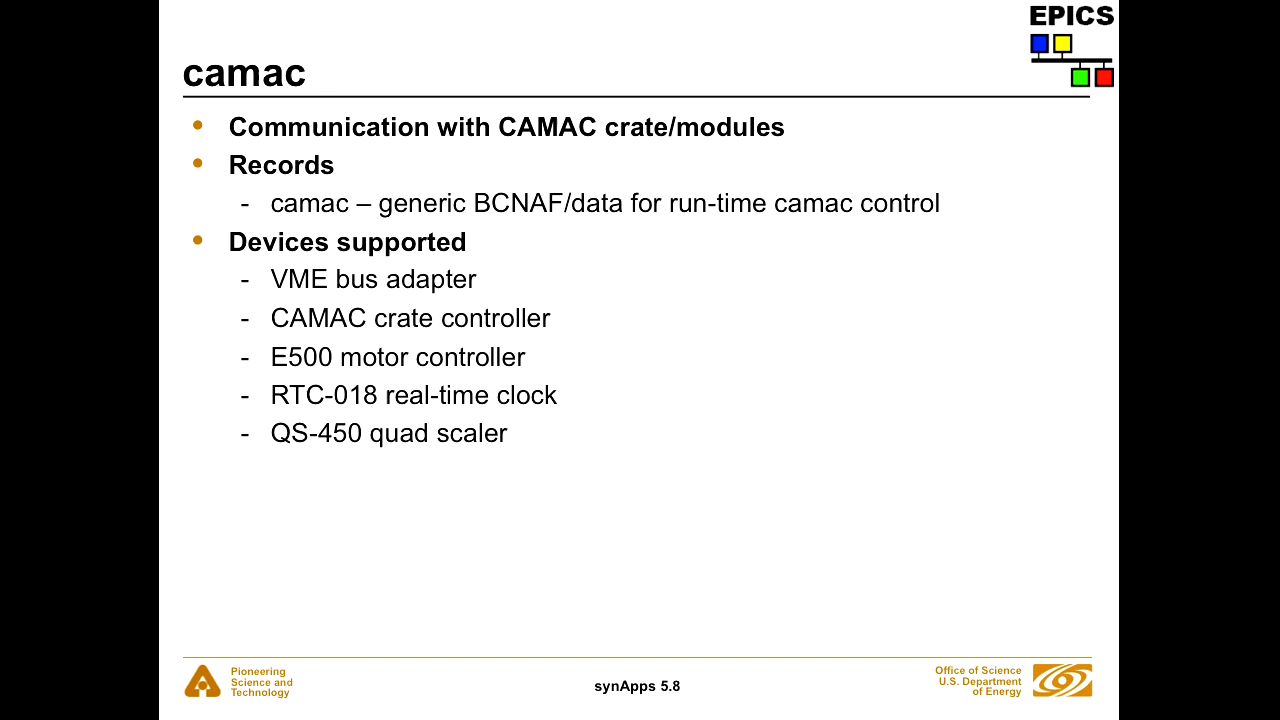 EPICS
camac
• Communication with CAMAC crate/modules
• Records
- camac – generic BCNAF/data for run-time camac control
• Devices supported
- VME bus adapter
- CAMAC crate controller
- E500 motor controller
- RTC-018 real-time clock
- QS-450 quad scaler
Pioneering
Science and
Technology
synApps 5.8
Office of Science
U.S. Department
of Energy